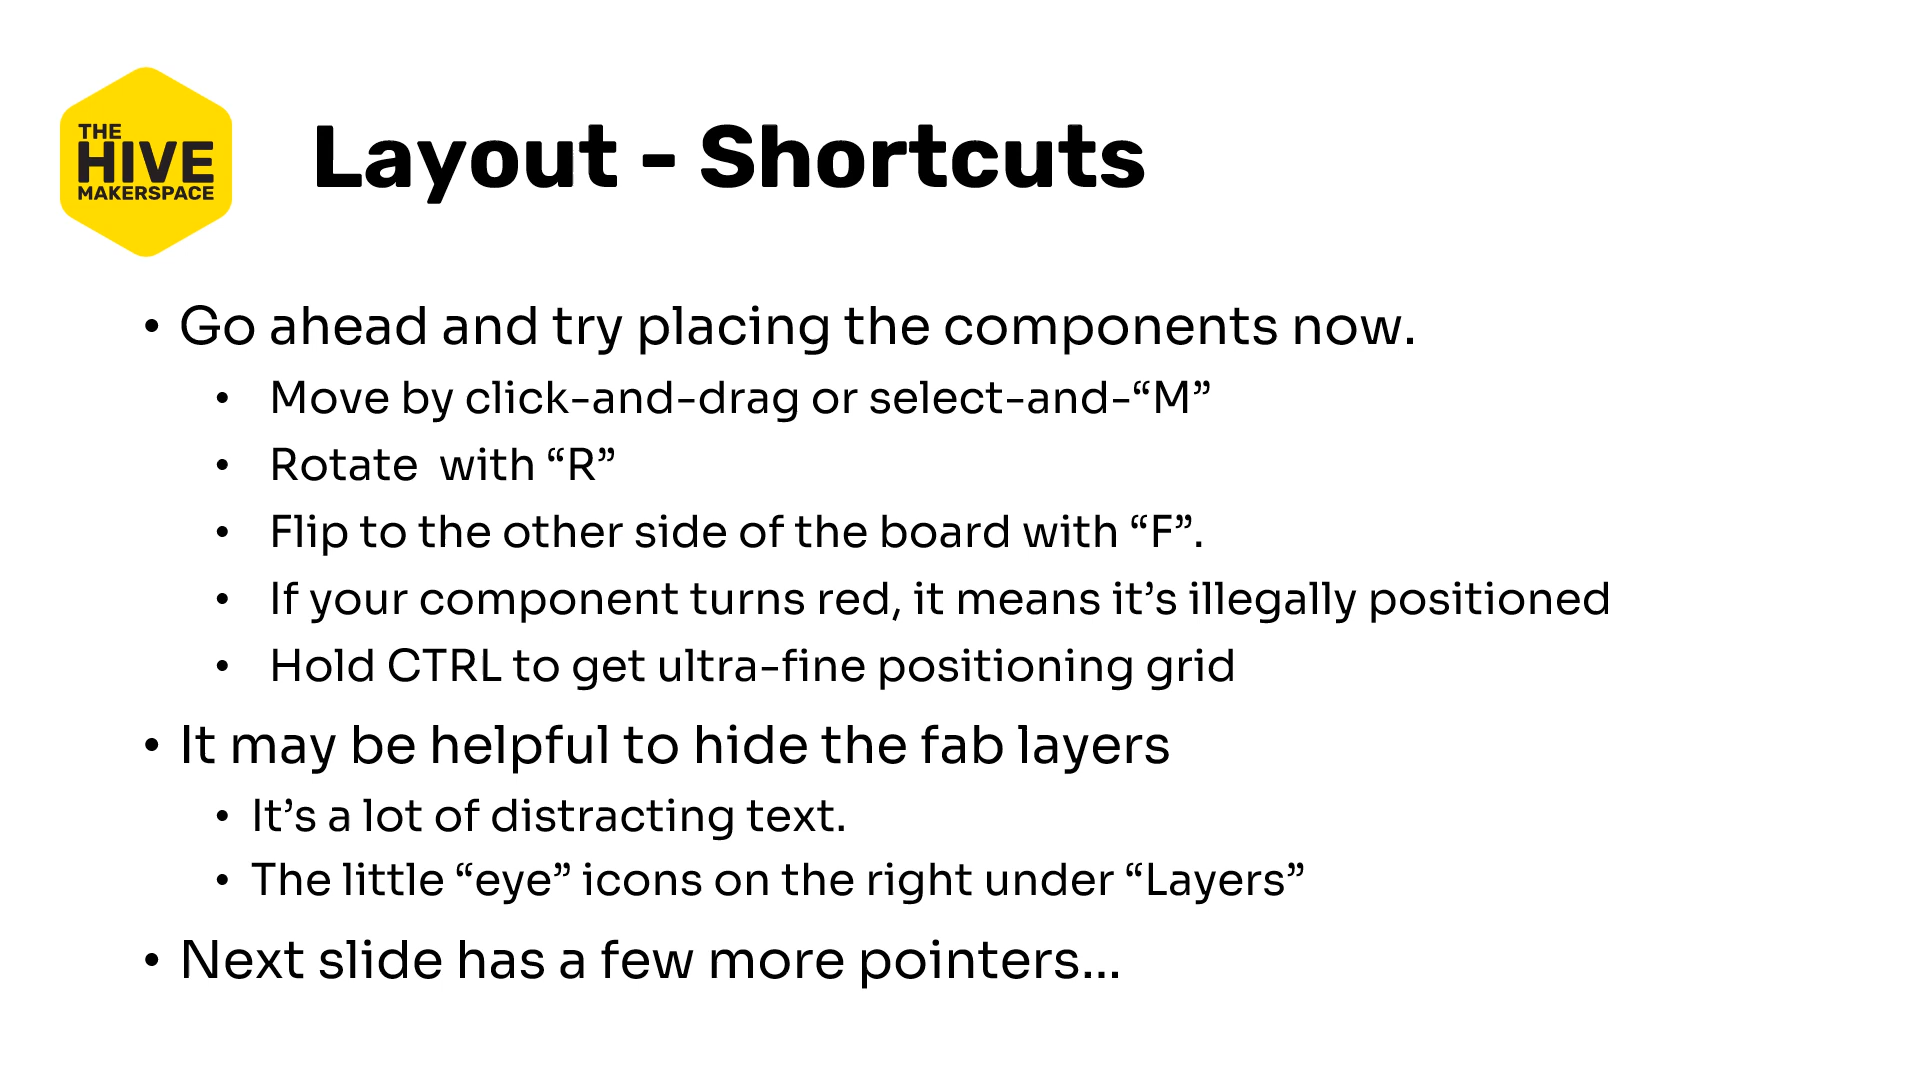 THE
HIVE
MAKERSPACE
Layout - Shortcuts
• Go ahead and try placing the components now.
• Move by click-and-drag or select-and-“M”
• Rotate  with “R”
• Flip to the other side of the board with “F”.
• If your component turns red, it means it’s illegally positioned
• Hold CTRL to get ultra-fine positioning grid
• It may be helpful to hide the fab layers
• It’s a lot of distracting text.
• The little “eye” icons on the right under “Layers”
• Next slide has a few more pointers…